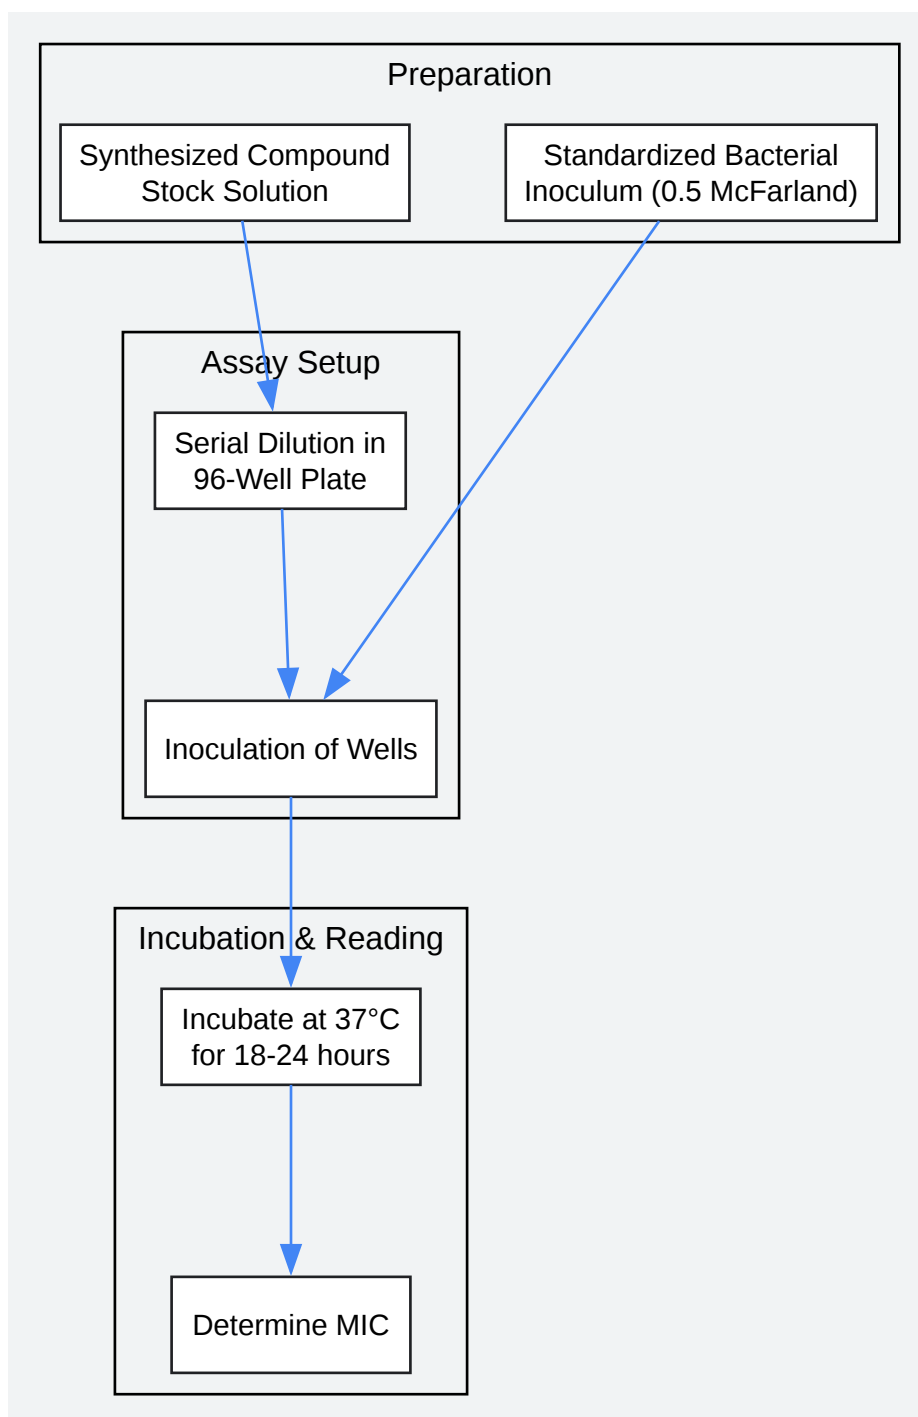 Preparation
Synthesized Compound
Stock Solution
Standardized Bacterial
Inoculum (0.5 McFarland)
Assay Setup
Serial Dilution in
96-Well Plate
Inoculation of Wells
Incubation & Reading
Incubate at 37°C
for 18-24 hours
Determine MIC